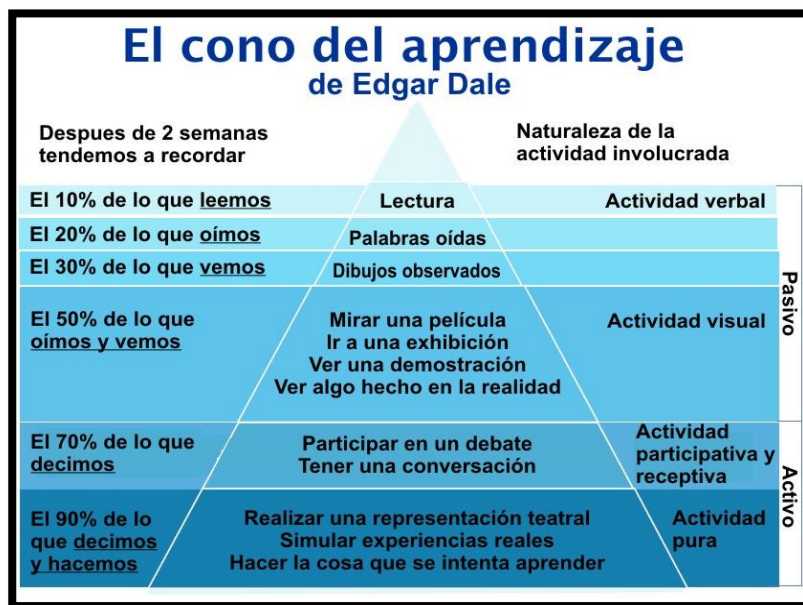 El cono del aprendizaje
de Edgar Dale
Despues de 2 semanas
tendemos a recordar
Naturaleza de la
actividad involucrada
El 10% de lo que leemos
Lectura
Actividad verbal
El 20% de lo que oímos
Palabras oídas
El 30% de lo que vemos
Dibujos observados
El 50% de lo que
oímos y vemos
Mirar una película
Ir a una exhibición
Ver una demostración
Ver algo hecho en la realidad
Actividad visual
Pasivo
El 70% de lo que
decimos
Participar en un debate
Tener una conversación
Actividad
participativa y
receptiva
El 90% de lo
que decimos
y hacemos
Realizar una representación teatral
Simular experiencias reales
Hacer la cosa que se intenta aprender
Actividad
pura
Activo